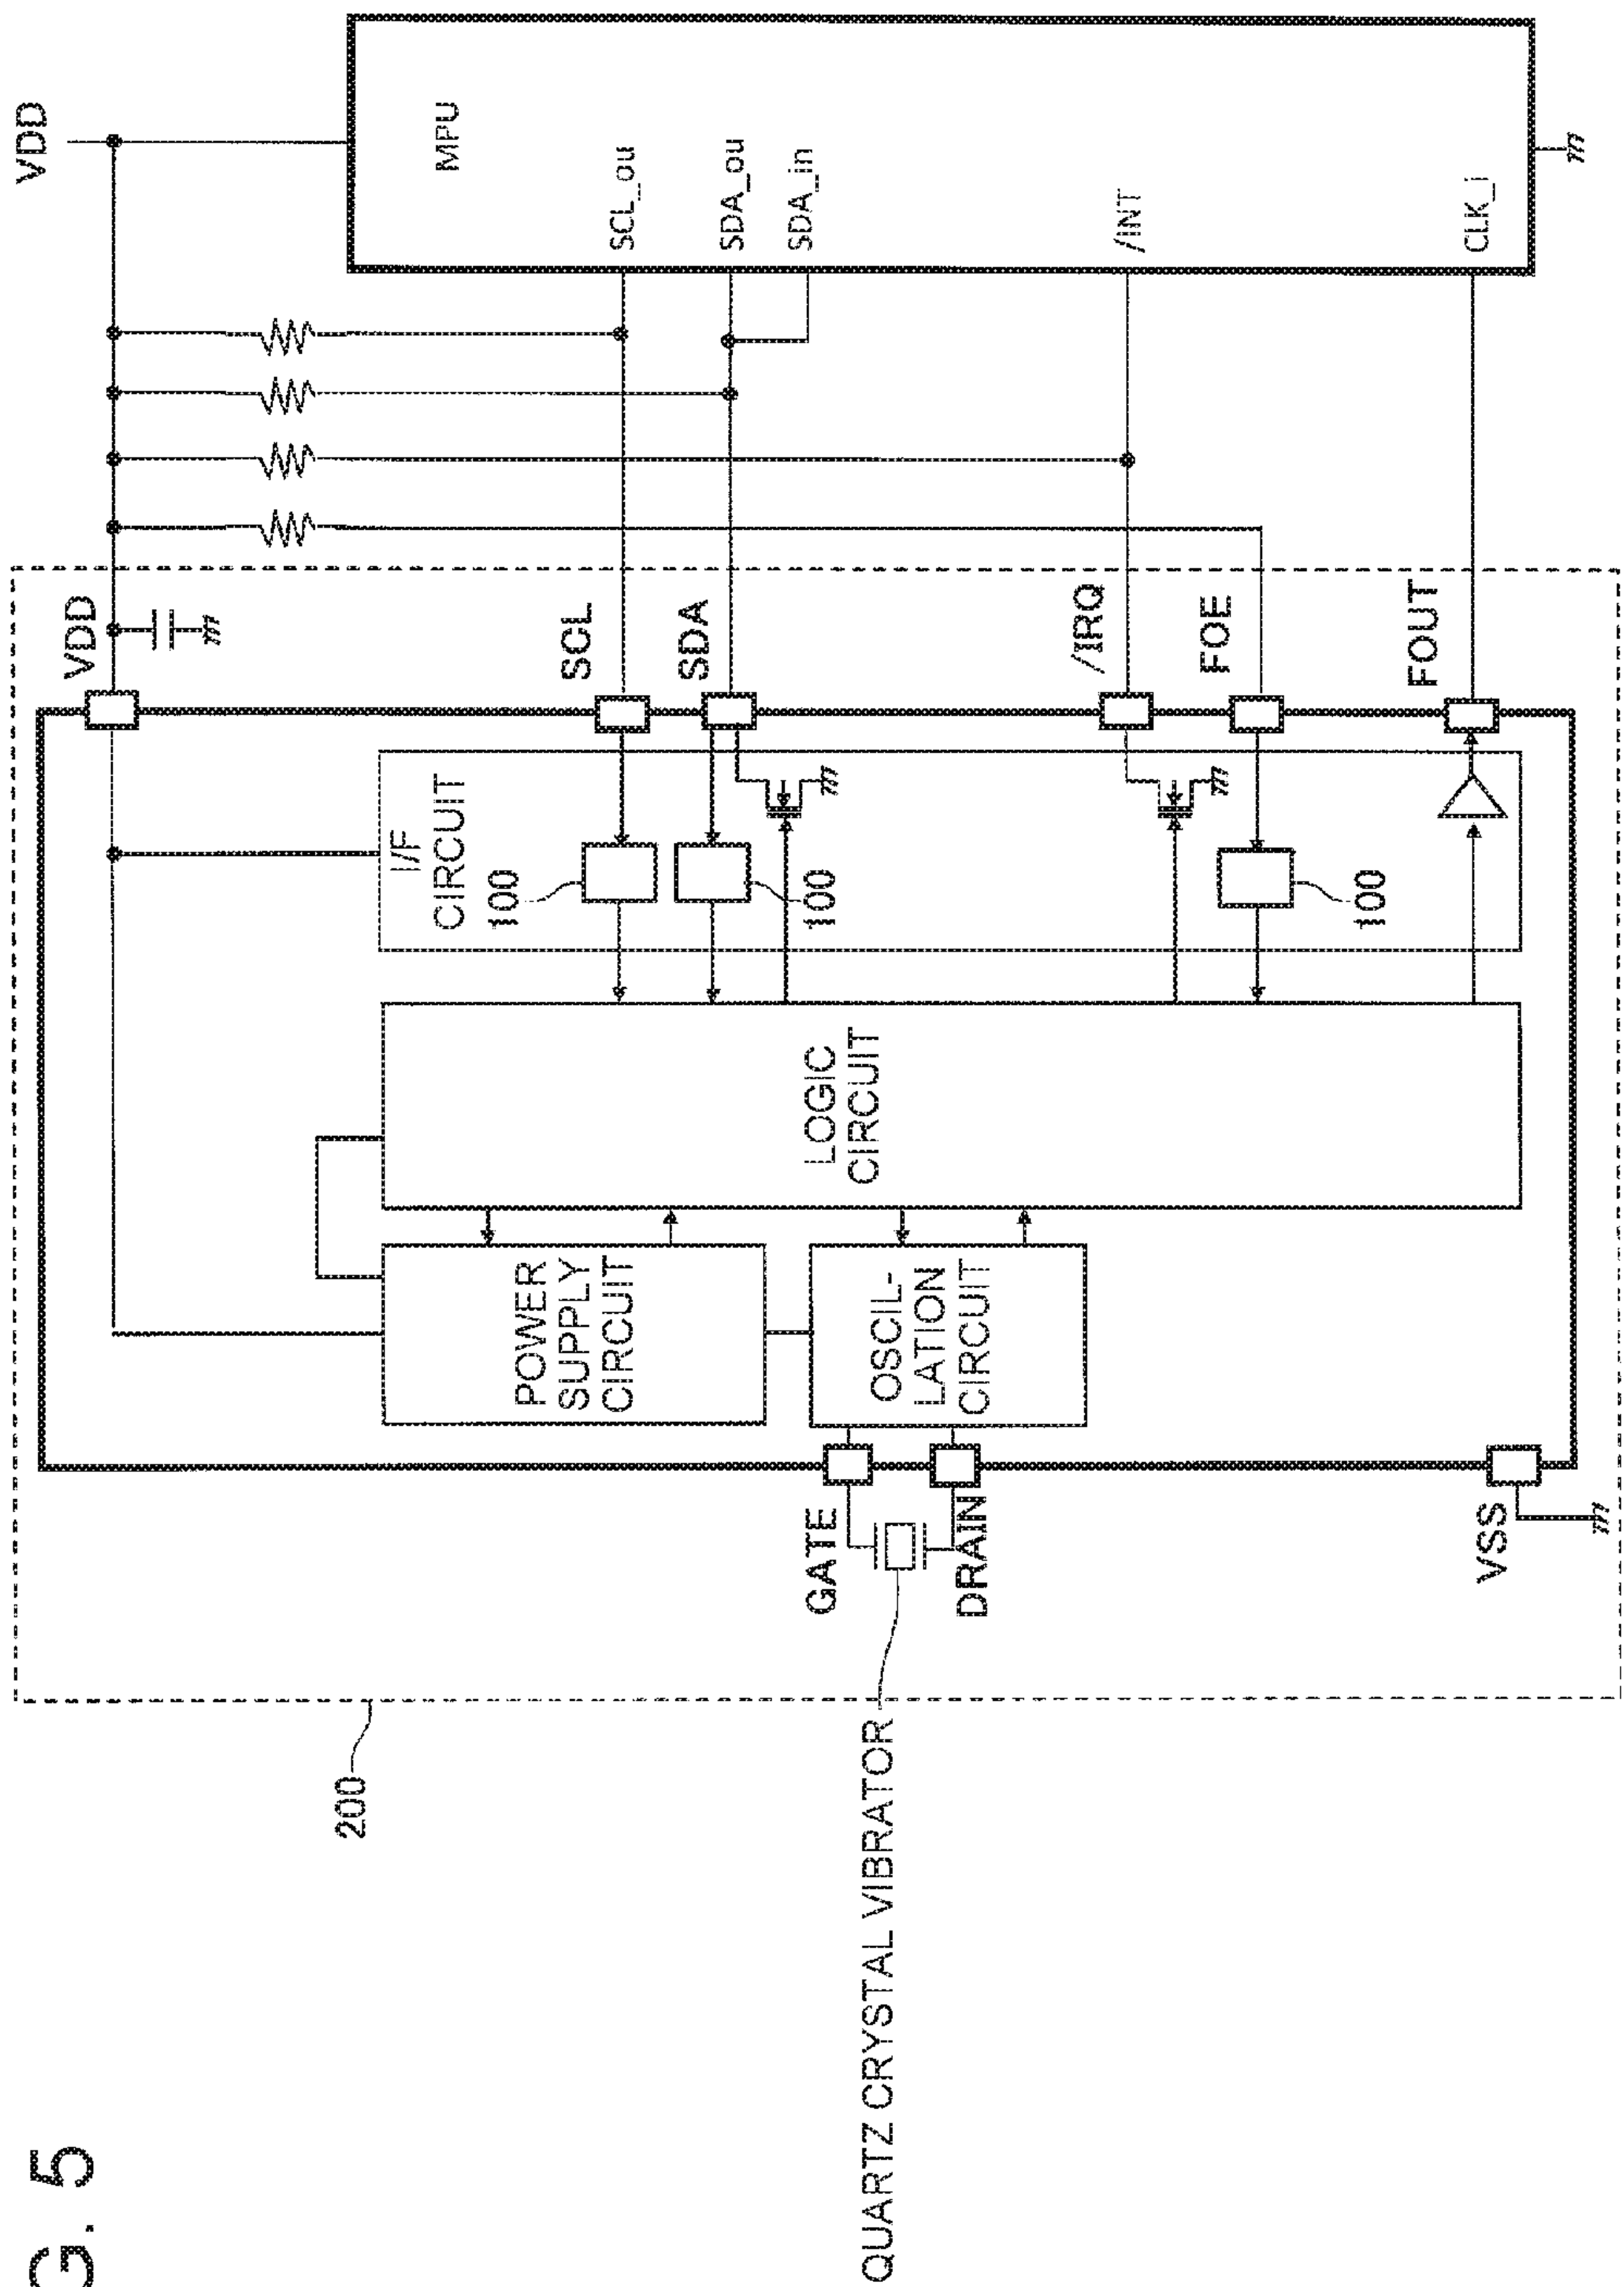 G. 5
200
VDD
VDD
MPU
SCL_ou
SDA_ou
SDA_in
/INT
CLK_i
SCL
SDA
/IRQ
FOE
FOUT
I/F
CIRCUIT
100
100
100
LOGIC
CIRCUIT
POWER
SUPPLY
CIRCUIT
OSCIL-
LATION
CIRCUIT
GATE
DRAIN
VSS
QUARTZ CRYSTAL VIBRATOR